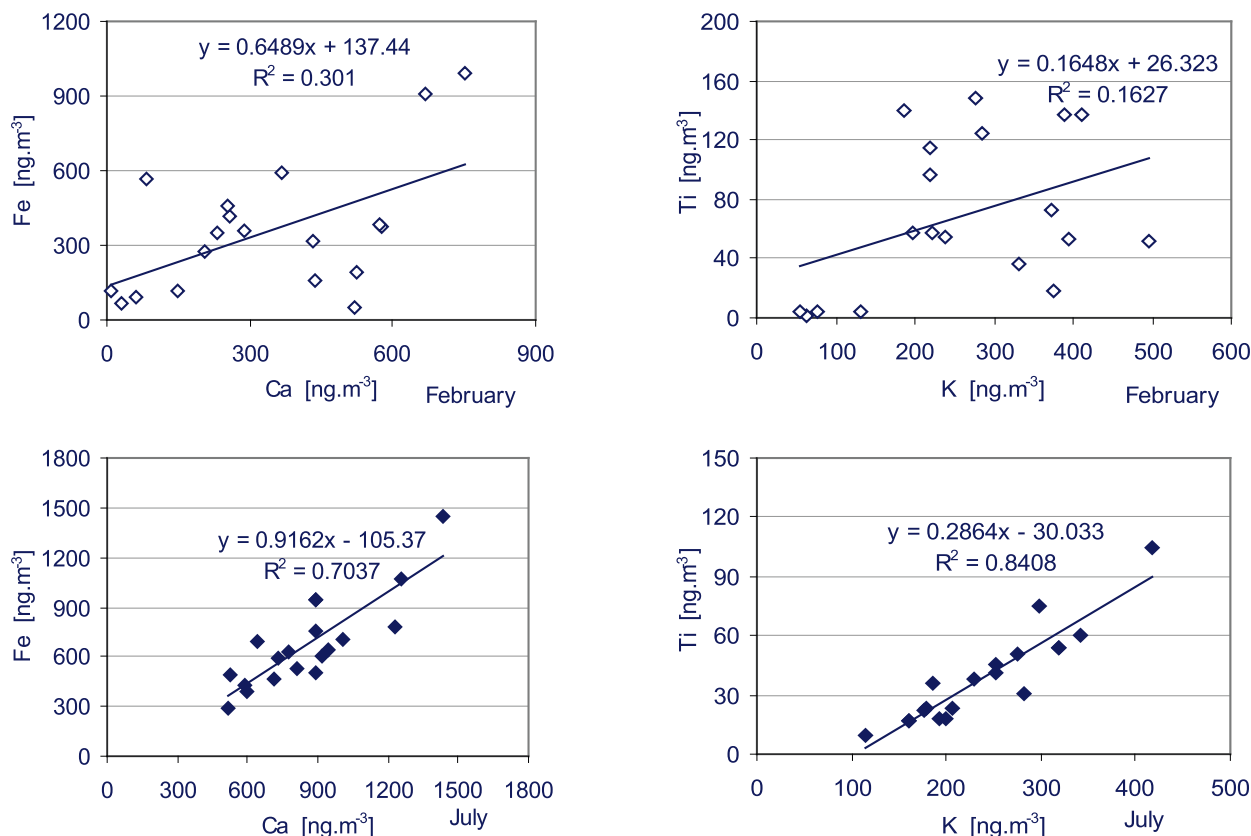 1200
900
600
300
0
Fe [ng.m-3]
y = 0.6489x + 137.44
R2 = 0.301
0 300 600 900
Ca [ng.m-3]
February
200
160
120
80
40
0
Ti [ng.m-3]
y = 0.1648x + 26.323
R2 = 0.1627
0 100 200 300 400 500 600
K [ng.m-3]
February
1800
1500
1200
900
600
300
0
Fe [ng.m-3]
y = 0.9162x - 105.37
R2 = 0.7037
0 300 600 900 1200 1500 1800
Ca [ng.m-3]
July
150
120
90
60
30
0
Ti [ng.m-3]
y = 0.2864x - 30.033
R2 = 0.8408
0 100 200 300 400 500
K [ng.m-3]
July